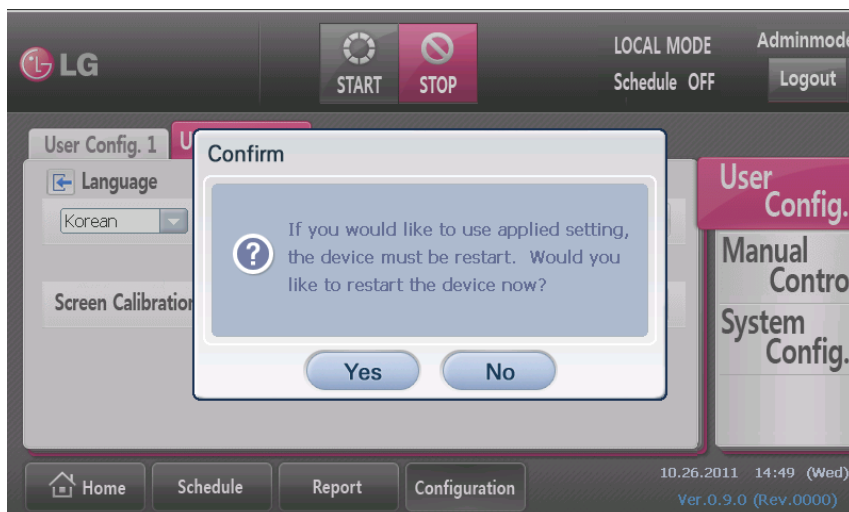 LG
START
STOP
LOCAL MODE
Schedule OFF
Adminmode
Logout
User Config. 1
U
Language
Korean
Screen Calibration
Confirm
If you would like to use applied setting,
the device must be restart. Would you
like to restart the device now?
Yes
No
User
Config.
Manual
Contro
System
Config.
Home
Schedule
Report
Configuration
10.26.2011 14:49 (Wed)
Ver.0.9.0 (Rev.0000)